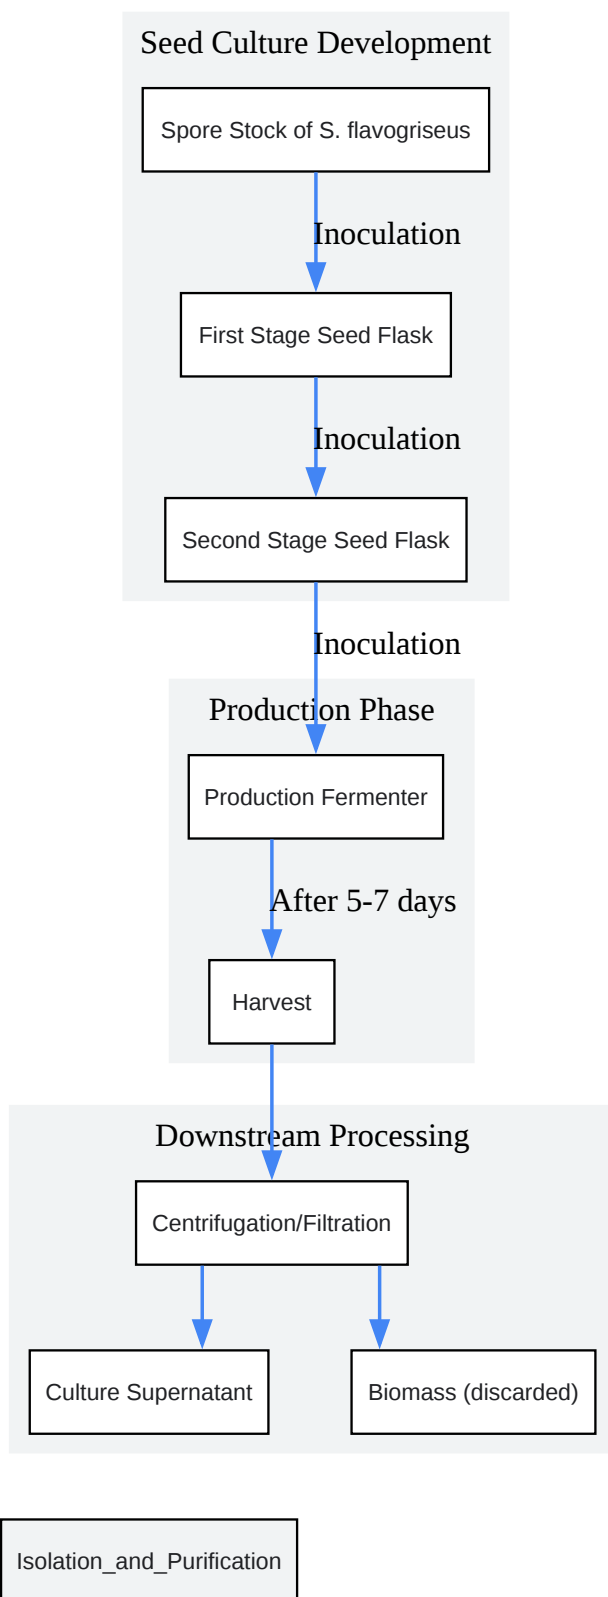 Seed Culture Development
Spore Stock of S. flavogriseus
Inoculation
First Stage Seed Flask
Inoculation
Second Stage Seed Flask
Inoculation
Production Phase
Production Fermenter
After 5-7 days
Harvest
Downstream Processing
Centrifugation/Filtration
Culture Supernatant
Biomass (discarded)
Isolation_and_Purification